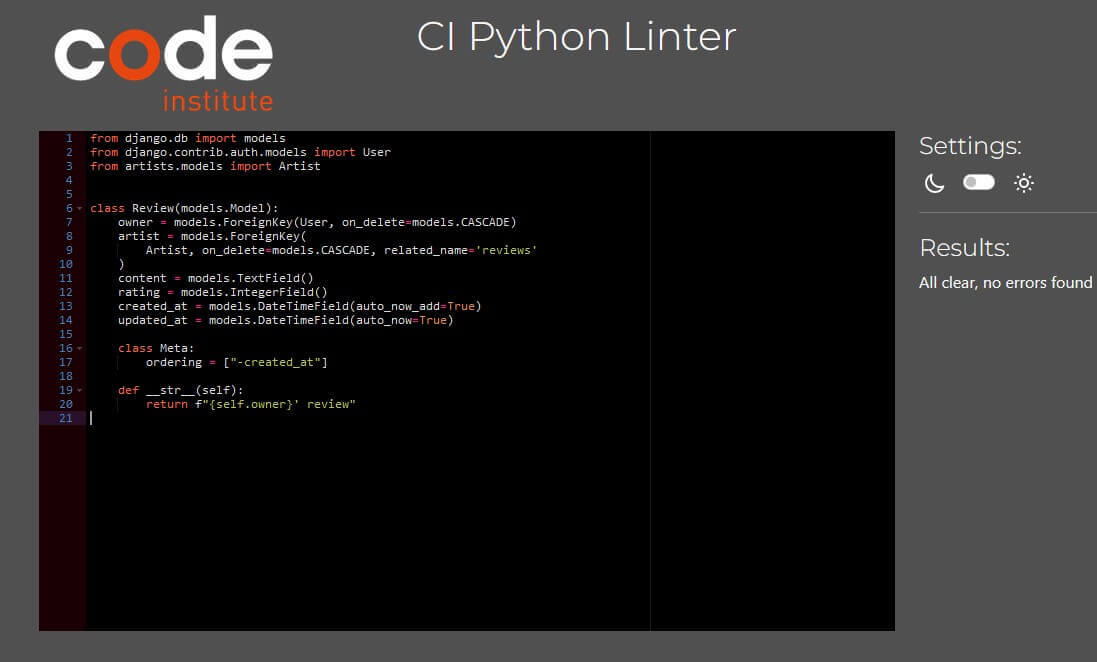 code
institute
CI Python Linter
1 from django.db import models
2 from django.contrib.auth.models import User
3 from artists.models import Artist
4
5
6 class Review(models.Model):
7     owner = models.ForeignKey(User, on_delete=models.CASCADE)
8     artist = models.ForeignKey(
9         Artist, on_delete=models.CASCADE, related_name='reviews'
10     )
11     content = models.TextField()
12     rating = models.IntegerField()
13     created_at = models.DateTimeField(auto_now_add=True)
14     updated_at = models.DateTimeField(auto_now=True)
15
16     class Meta:
17         ordering = ["-created_at"]
18
19     def __str__(self):
20         return f"{self.owner}' review"
21
Settings:
Results:
All clear, no errors found